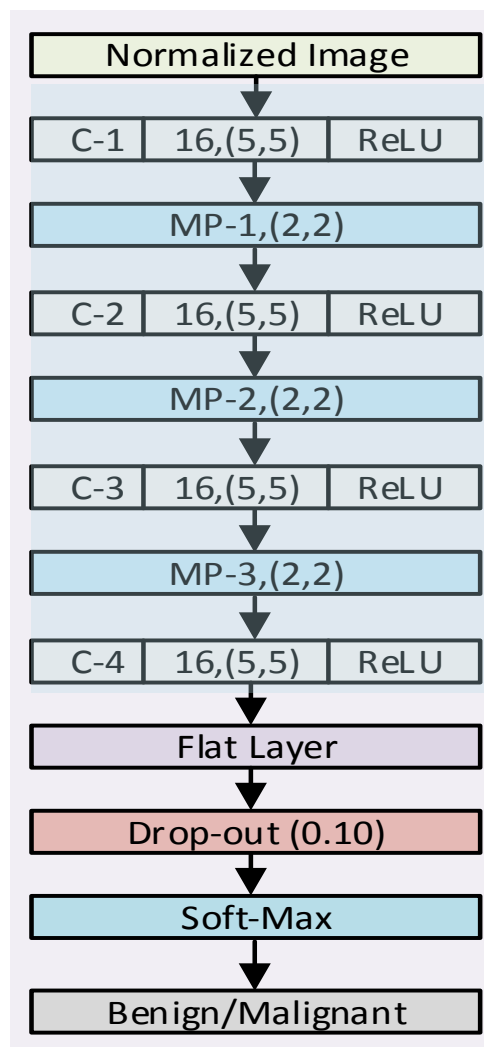 Normalized Image
C-1 16,(5,5) ReLU
MP-1,(2,2)
C-2 16,(5,5) ReLU
MP-2,(2,2)
C-3 16,(5,5) ReLU
MP-3,(2,2)
C-4 16,(5,5) ReLU
Flat Layer
Drop-out (0.10)
Soft-Max
Benign/Malignant